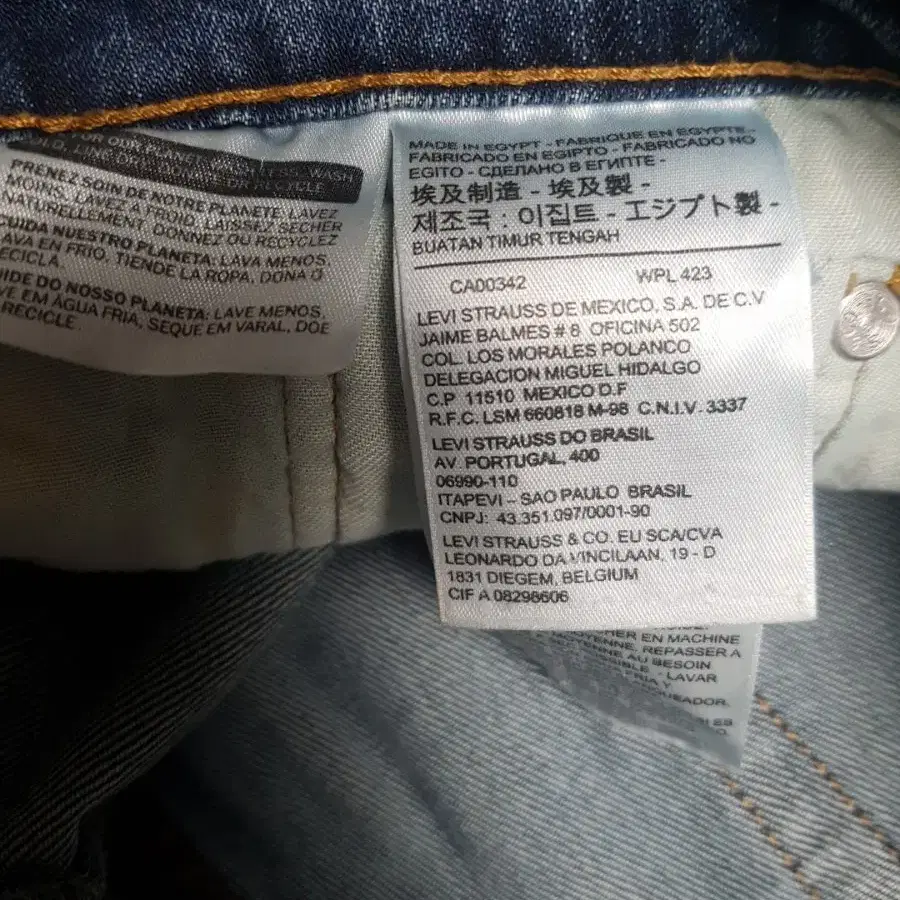 PRENEZ SOIN DE NOTRE PLANETE: LAVEZ
MOINS, LAVEZ A FROID, LAISSEZ SECHER
NATURELLEMENT, DONNEZ OU RECYCLEZ
CUIDA NUESTRO PLANETA: LAVA MENOS,
LAVA EN FRIO, TIENDE LA ROPA, DONA O
RECICLA.
DO NOSSO PLANETA: LAVE MENOS,
EM ÁGUA FRIA, SEQUE EM VARAL, DOE
RECICLE.
MADE IN EGYPT - FABRIQUE EN EGYPTE -
FABRICADO EN EGIPTO - FABRICADO NO
EGITO - СДЕЛАНО В ЕГИПТЕ -
埃及制造 - 埃及製 -
제조국 : 이집트 - エジプト製 -
BUATAN TIMUR TENGAH
CA00342 WPL 423
LEVI STRAUSS DE MEXICO, S.A. DE C.V
JAIME BALMES # 8 OFICINA 502
COL. LOS MORALES POLANCO
DELEGACION MIGUEL HIDALGO
C.P 11510 MEXICO D.F
R.F.C. LSM 660818 M-98 C.N.I.V. 3337
LEVI STRAUSS DO BRASIL
AV. PORTUGAL, 400
06990-110
ITAPEVI – SAO PAULO BRASIL
CNPJ: 43.351.097/0001-90
LEVI STRAUSS & CO. EU SCA/CVA
LEONARDO DA VINCILAAN, 19 - D
1831 DIEGEM, BELGIUM
CIF A 08298606
EN MACHINE
MOYENNE, REPASSER A
AU BESOIN
- LAVAR